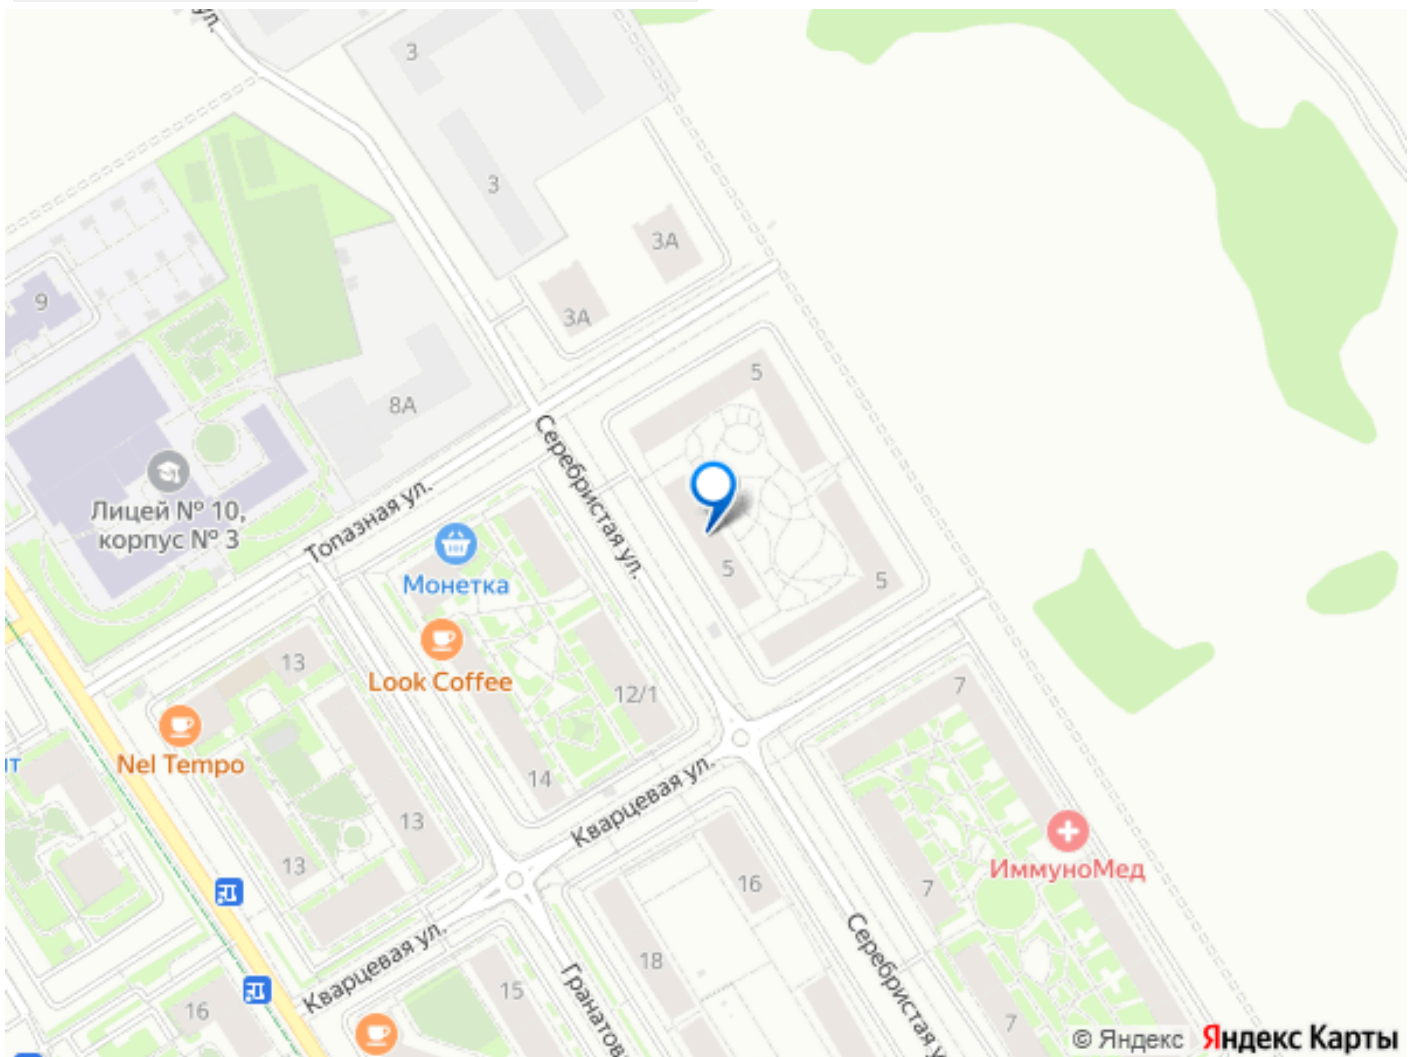 ул.
3
3
3А
3А
9
5
8А
Серебристая ул.
Лицей № 10,
корпус № 3
Топазная ул.
Монетка
5
5
Look Coffee
13
12/1
7
Nel Tempo
14
Кварцевая ул.
13
13
ИммуноМед
16
7
Серебристая у
Кварцевая ул.
18
15
Гранатов
16
7
© Яндекс
Яндекс Карты